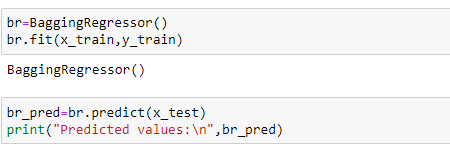 br=BaggingRegressor()
br.fit(x_train,y_train)
BaggingRegressor()
br_pred=br.predict(x_test)
print("Predicted values:\n",br_pred)